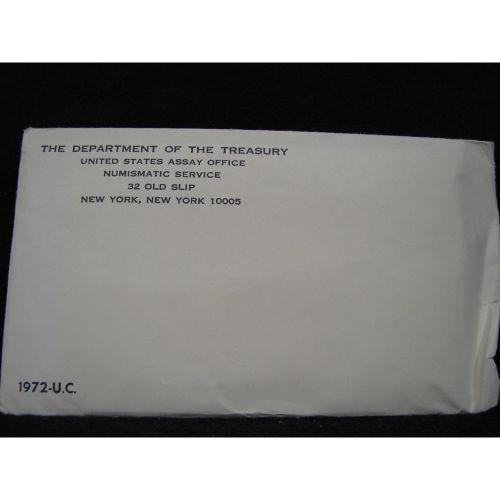 THE DEPARTMENT OF THE TREASURY
UNITED STATES ASSAY OFFICE
NUMISMATIC SERVICE
32 OLD SLIP
NEW YORK, NEW YORK 10005
1972-U.C.